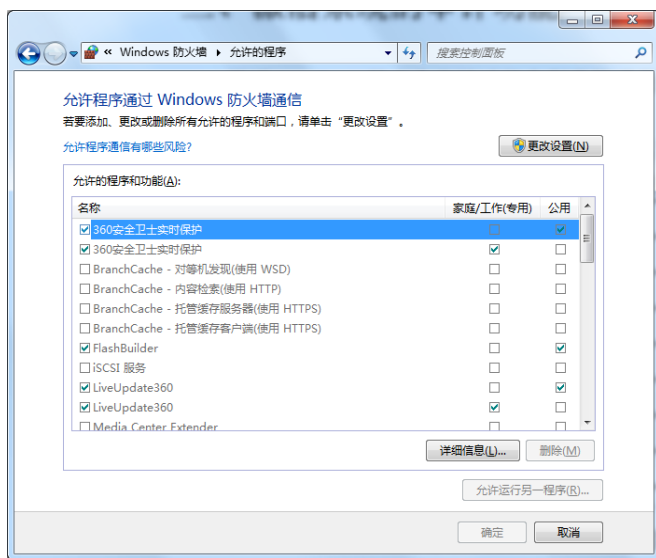 « Windows 防火墙 ▸ 允许的程序
搜索控制面板
允许程序通过 Windows 防火墙通信
若要添加、更改或删除所有允许的程序和端口，请单击“更改设置”。
允许程序通信有哪些风险?
更改设置(N)
允许的程序和功能(A):
名称 家庭/工作(专用) 公用
360安全卫士实时保护
360安全卫士实时保护
BranchCache - 对等机发现(使用 WSD)
BranchCache - 内容检索(使用 HTTP)
BranchCache - 托管缓存服务器(使用 HTTPS)
BranchCache - 托管缓存客户端(使用 HTTPS)
FlashBuilder
iSCSI 服务
LiveUpdate360
LiveUpdate360
Media Center Extender
详细信息(L)... 删除(M)
允许运行另一程序(R)...
确定 取消